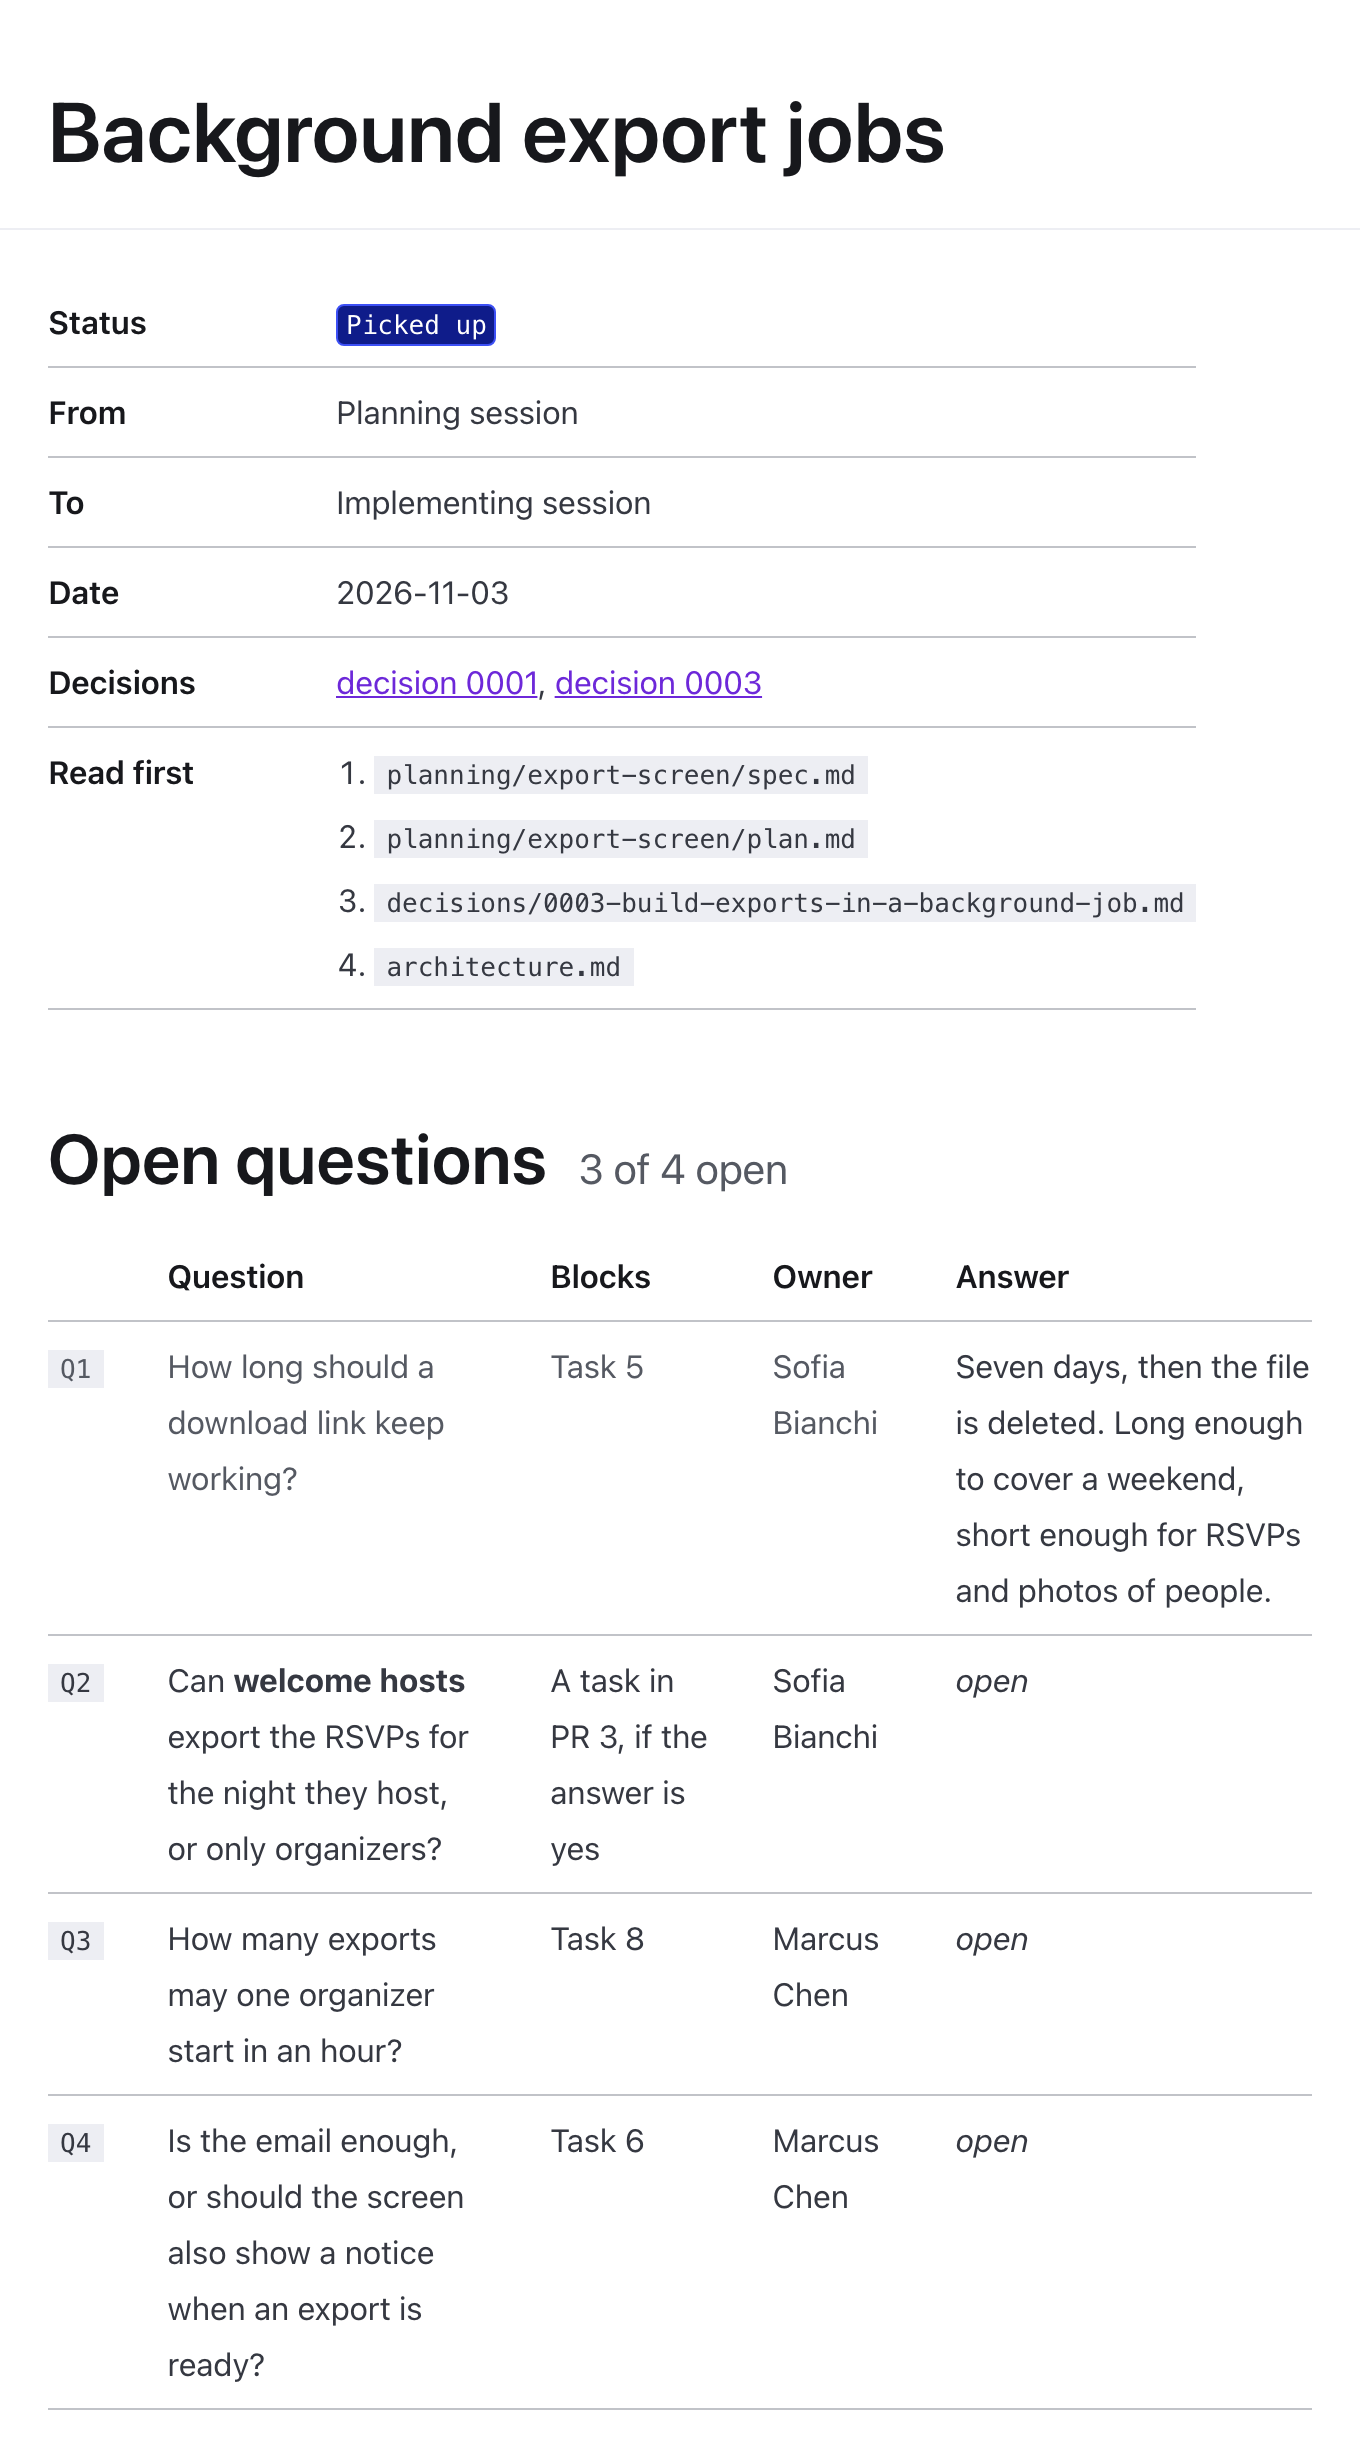 Background export jobs
Status Picked up
From Planning session
To Implementing session
Date 2026-11-03
Decisions decision 0001, decision 0003
Read first 1. planning/export-screen/spec.md
2. planning/export-screen/plan.md
3. decisions/0003-build-exports-in-a-background-job.md
4. architecture.md
Open questions 3 of 4 open
Question Blocks Owner Answer
Q1 How long should a Task 5 Sofia Seven days, then the file
download link keep Bianchi is deleted. Long enough
working? to cover a weekend,
short enough for RSVPs
and photos of people.
Q2 Can welcome hosts A task in Sofia open
export the RSVPs for PR 3, if the Bianchi
the night they host, answer is
or only organizers? yes
Q3 How many exports Task 8 Marcus open
may one organizer Chen
start in an hour?
Q4 Is the email enough, Task 6 Marcus open
or should the screen Chen
also show a notice
when an export is
ready?